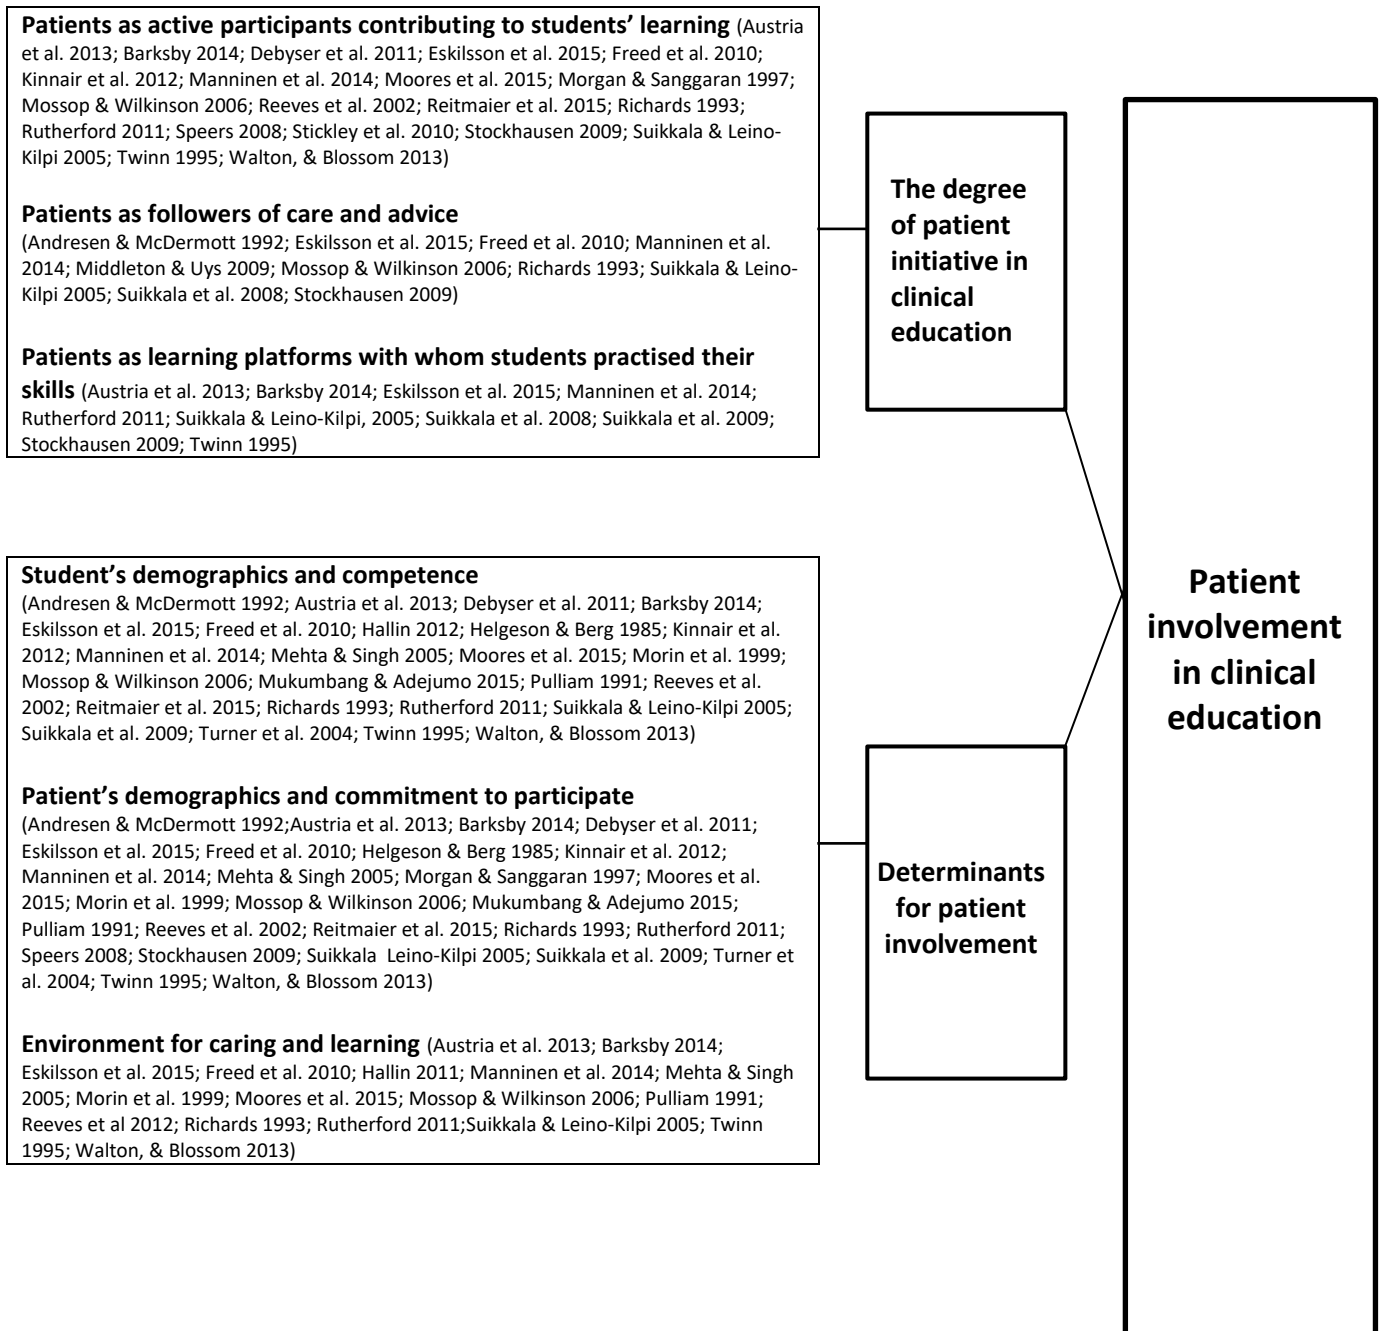 Patients as active participants contributing to students’ learning (Austria
et al. 2013; Barksby 2014; Debyser et al. 2011; Eskilsson et al. 2015; Freed et al. 2010;
Kinnair et al. 2012; Manninen et al. 2014; Moores et al. 2015; Morgan & Sanggaran 1997;
Mossop & Wilkinson 2006; Reeves et al. 2002; Reitmaier et al. 2015; Richards 1993;
Rutherford 2011; Speers 2008; Stickley et al. 2010; Stockhausen 2009; Suikkala & Leino-
Kilpi 2005; Twinn 1995; Walton, & Blossom 2013)
Patients as followers of care and advice
(Andresen & McDermott 1992; Eskilsson et al. 2015; Freed et al. 2010; Manninen et al.
2014; Middleton & Uys 2009; Mossop & Wilkinson 2006; Richards 1993; Suikkala & Leino-
Kilpi 2005; Suikkala et al. 2008; Stockhausen 2009)
Patients as learning platforms with whom students practised their
skills (Austria et al. 2013; Barksby 2014; Eskilsson et al. 2015; Manninen et al. 2014;
Rutherford 2011; Suikkala & Leino-Kilpi, 2005; Suikkala et al. 2008; Suikkala et al. 2009;
Stockhausen 2009; Twinn 1995)
The degree
of patient
initiative in
clinical
education
Student’s demographics and competence
(Andresen & McDermott 1992; Austria et al. 2013; Debyser et al. 2011; Barksby 2014;
Eskilsson et al. 2015; Freed et al. 2010; Hallin 2012; Helgeson & Berg 1985; Kinnair et al.
2012; Manninen et al. 2014; Mehta & Singh 2005; Moores et al. 2015; Morin et al. 1999;
Mossop & Wilkinson 2006; Mukumbang & Adejumo 2015; Pulliam 1991; Reeves et al.
2002; Reitmaier et al. 2015; Richards 1993; Rutherford 2011; Suikkala & Leino-Kilpi 2005;
Suikkala et al. 2009; Turner et al. 2004; Twinn 1995; Walton, & Blossom 2013)
Patient’s demographics and commitment to participate
(Andresen & McDermott 1992;Austria et al. 2013; Barksby 2014; Debyser et al. 2011;
Eskilsson et al. 2015; Freed et al. 2010; Helgeson & Berg 1985; Kinnair et al. 2012;
Manninen et al. 2014; Mehta & Singh 2005; Morgan & Sanggaran 1997; Moores et al.
2015; Morin et al. 1999; Mossop & Wilkinson 2006; Mukumbang & Adejumo 2015;
Pulliam 1991; Reeves et al. 2002; Reitmaier et al. 2015; Richards 1993; Rutherford 2011;
Speers 2008; Stockhausen 2009; Suikkala  Leino-Kilpi 2005; Suikkala et al. 2009; Turner et
al. 2004; Twinn 1995; Walton, & Blossom 2013)
Environment for caring and learning (Austria et al. 2013; Barksby 2014;
Eskilsson et al. 2015; Freed et al. 2010; Hallin 2011; Manninen et al. 2014; Mehta & Singh
2005; Morin et al. 1999; Moores et al. 2015; Mossop & Wilkinson 2006; Pulliam 1991;
Reeves et al 2012; Richards 1993; Rutherford 2011;Suikkala & Leino-Kilpi 2005; Twinn
1995; Walton, & Blossom 2013)
Determinants
for patient
involvement
Patient
involvement
in clinical
education